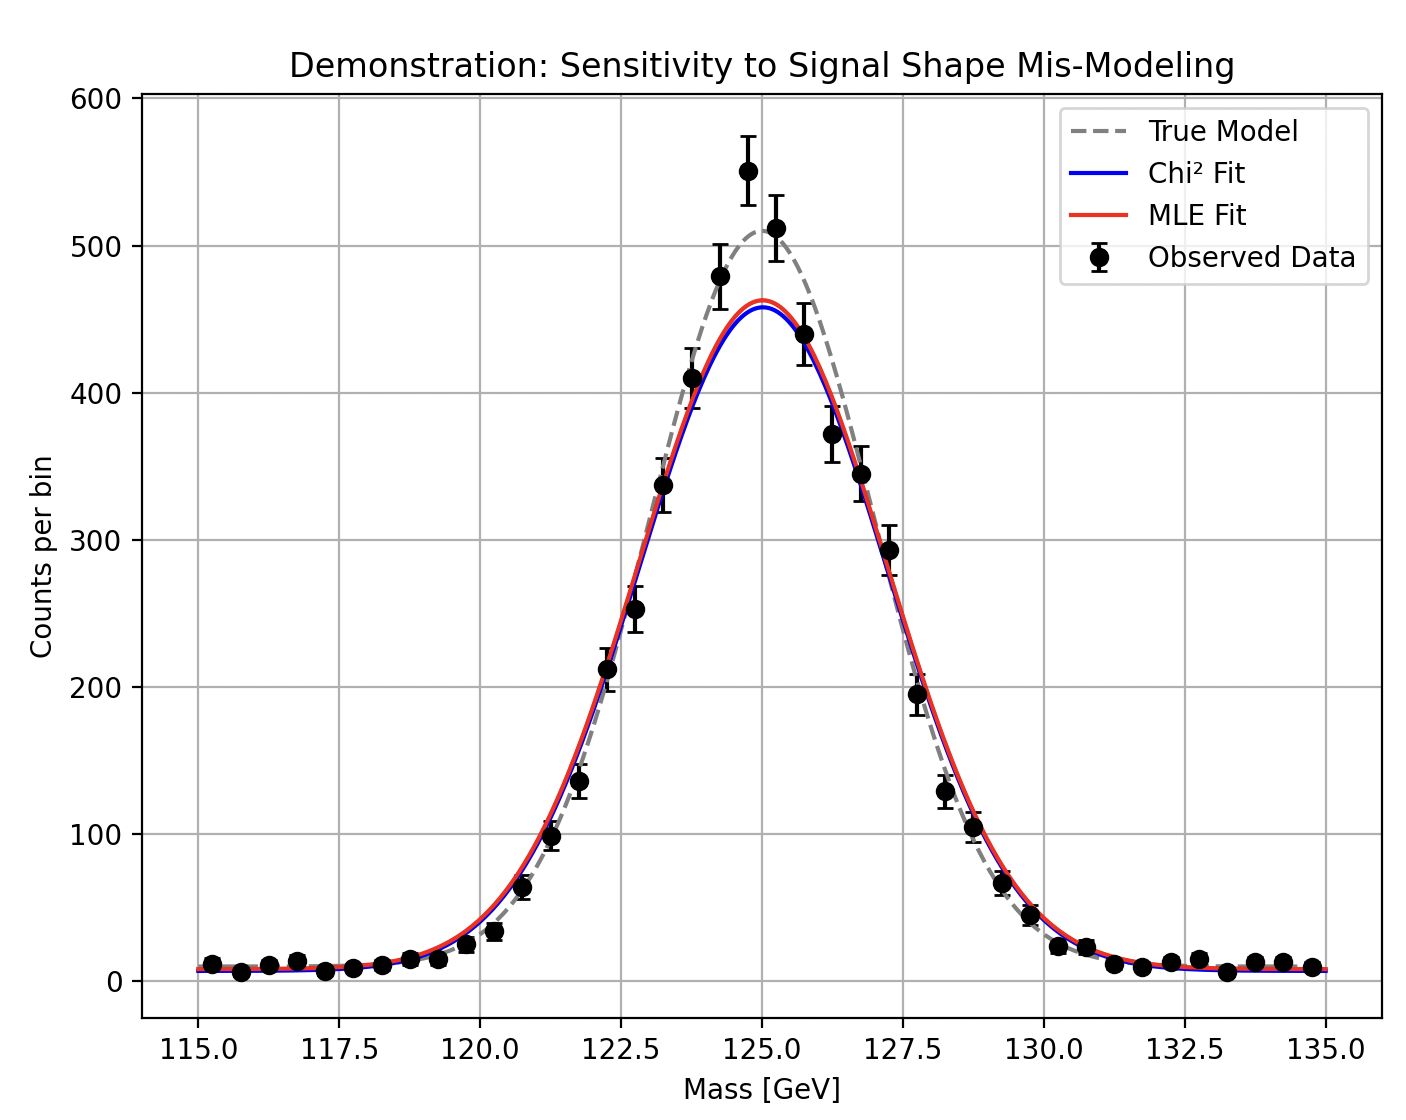 Demonstration: Sensitivity to Signal Shape Mis-Modeling
True Model
Chi² Fit
MLE Fit
Observed Data
Counts per bin
600
500
400
300
200
100
0
115.0 117.5 120.0 122.5 125.0 127.5 130.0 132.5 135.0
Mass [GeV]